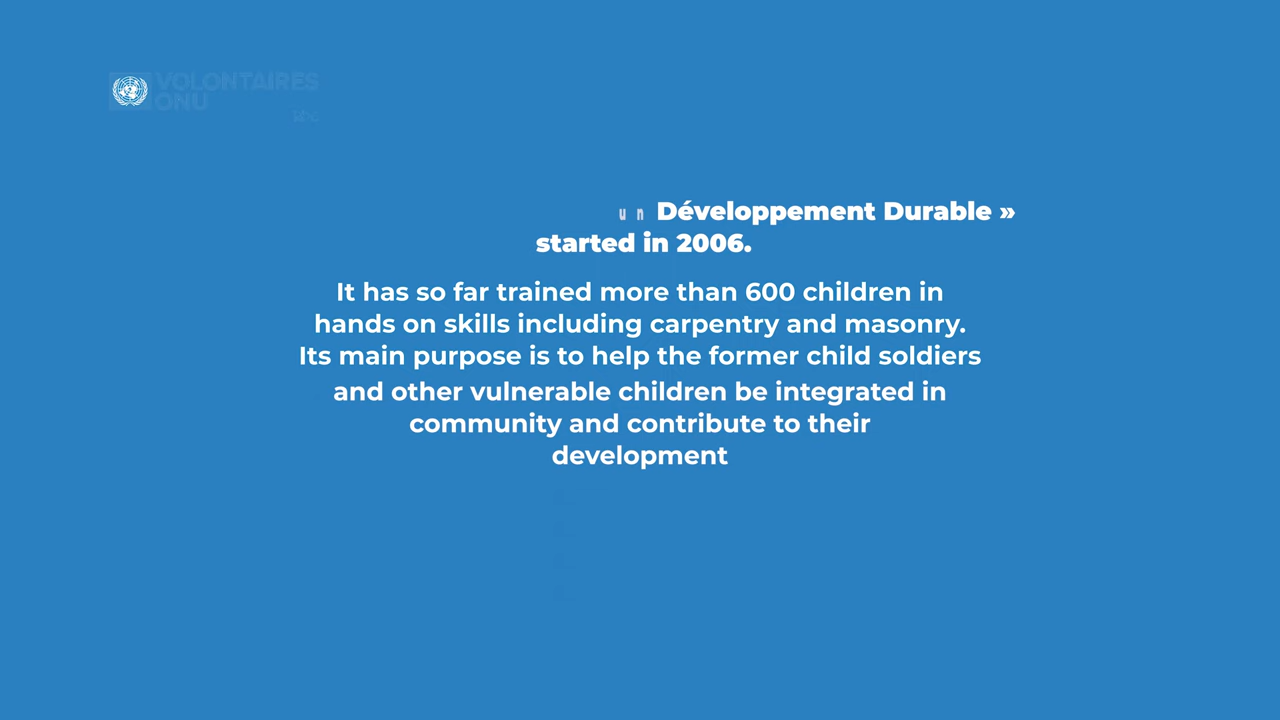 VOLONTAIRES
ONU
un Développement Durable »
started in 2006.
It has so far trained more than 600 children in
hands on skills including carpentry and masonry.
Its main purpose is to help the former child soldiers
and other vulnerable children be integrated in
community and contribute to their
development